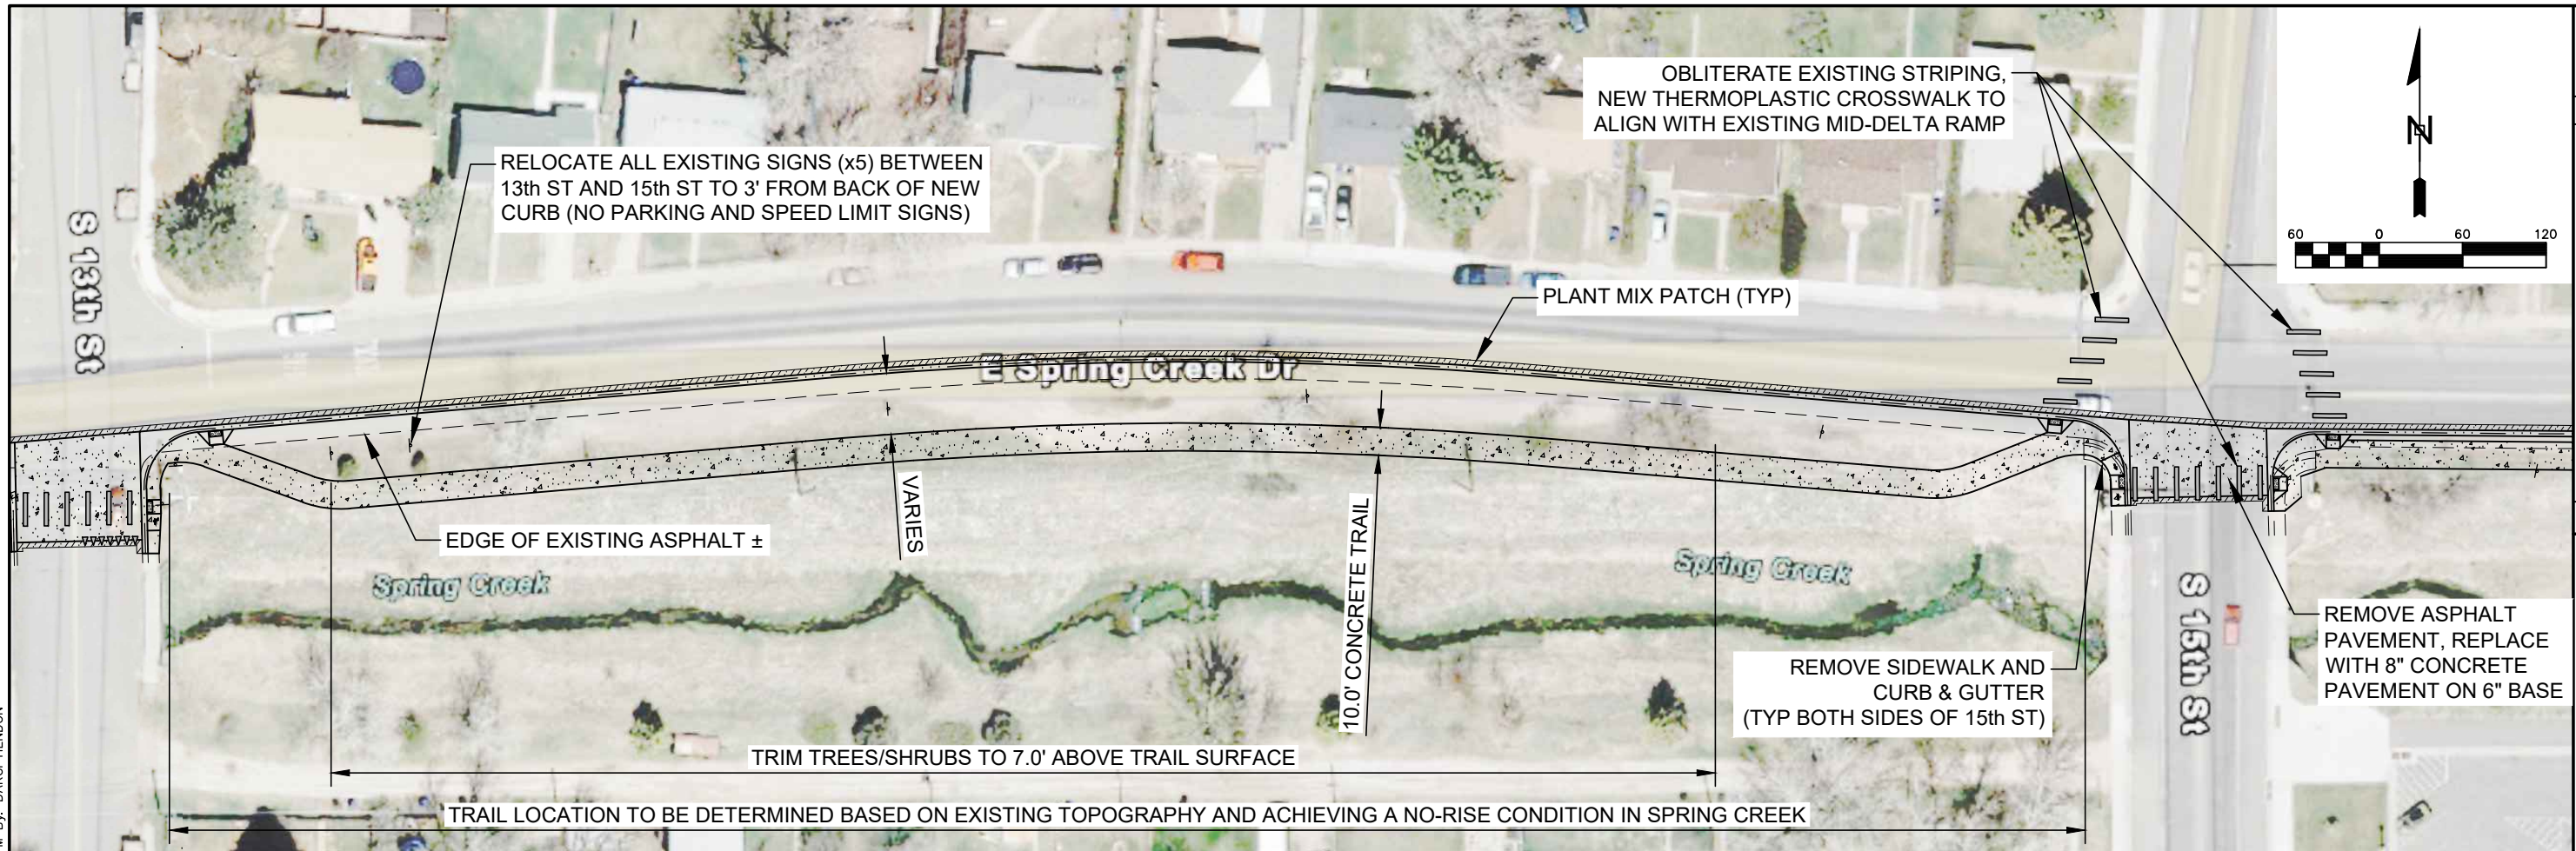 OBLITERATE EXISTING STRIPING,
NEW THERMOPLASTIC CROSSWALK TO
ALIGN WITH EXISTING MID-DELTA RAMP
N
60 0 60 120
RELOCATE ALL EXISTING SIGNS (x5) BETWEEN
13th ST AND 15th ST TO 3' FROM BACK OF NEW
CURB (NO PARKING AND SPEED LIMIT SIGNS)
S 13th St
PLANT MIX PATCH (TYP)
E Spring Creek Dr
VARIES
EDGE OF EXISTING ASPHALT ±
10.0' CONCRETE TRAIL
Spring Creek
Spring Creek
S 15th St
REMOVE ASPHALT
PAVEMENT, REPLACE
WITH 8" CONCRETE
PAVEMENT ON 6" BASE
REMOVE SIDEWALK AND
CURB & GUTTER
(TYP BOTH SIDES OF 15th ST)
TRIM TREES/SHRUBS TO 7.0' ABOVE TRAIL SURFACE
TRAIL LOCATION TO BE DETERMINED BASED ON EXISTING TOPOGRAPHY AND ACHIEVING A NO-RISE CONDITION IN SPRING CREEK